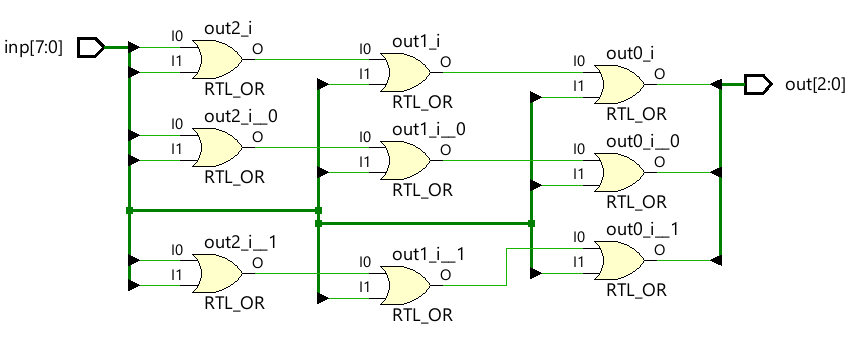 inp[7:0]
I0
I1
out2_i
O
RTL_OR
I0
I1
out1_i
O
RTL_OR
I0
I1
out0_i
O
RTL_OR
out[2:0]
I0
I1
out2_i__0
O
RTL_OR
I0
I1
out1_i__0
O
RTL_OR
I0
I1
out0_i__0
O
RTL_OR
I0
I1
out2_i__1
O
RTL_OR
I0
I1
out1_i__1
O
RTL_OR
I0
I1
out0_i__1
O
RTL_OR